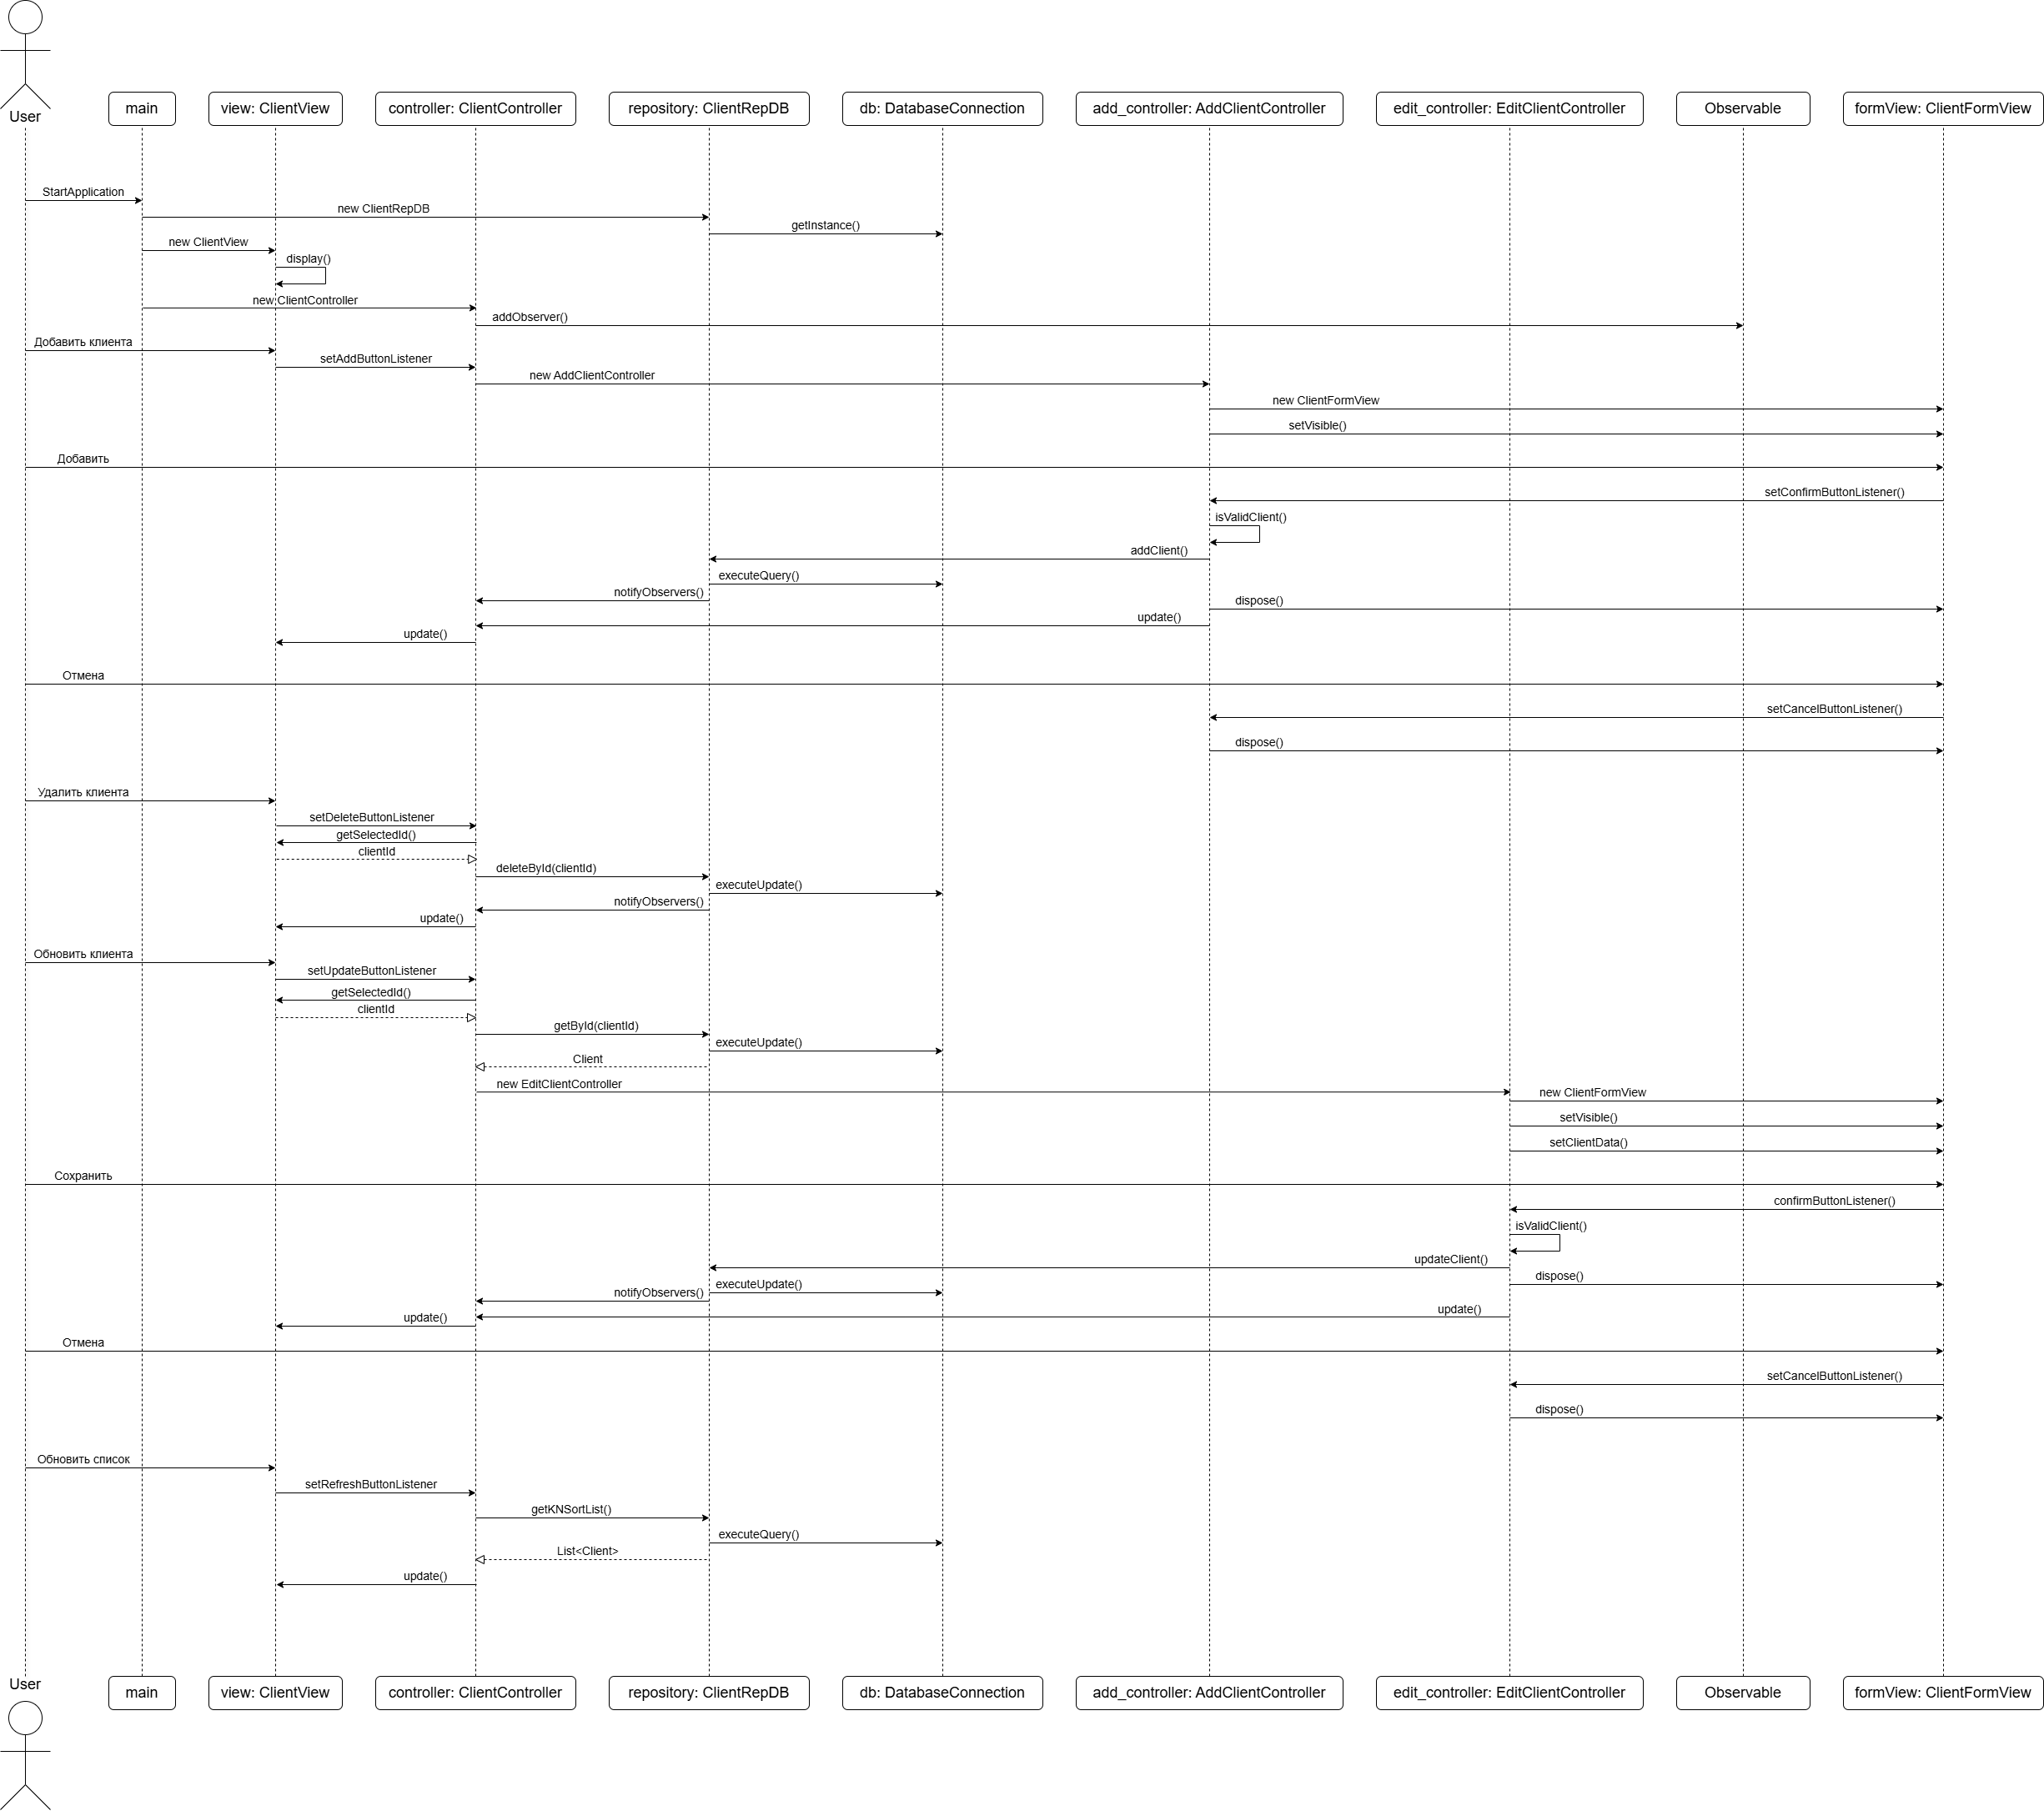 User
main
view: ClientView
controller: ClientController
repository: ClientRepDB
db: DatabaseConnection
add_controller: AddClientController
edit_controller: EditClientController
Observable
formView: ClientFormView
StartApplication
new ClientRepDB
getInstance()
new ClientView
display()
new ClientController
addObserver()
Добавить клиента
setAddButtonListener
new AddClientController
new ClientFormView
setVisible()
Добавить
setConfirmButtonListener()
isValidClient()
addClient()
executeQuery()
notifyObservers()
dispose()
update()
update()
Отмена
setCancelButtonListener()
dispose()
Удалить клиента
setDeleteButtonListener
getSelectedId()
clientId
deleteById(clientId)
executeUpdate()
notifyObservers()
update()
Обновить клиента
setUpdateButtonListener
getSelectedId()
clientId
getById(clientId)
executeUpdate()
Client
new EditClientController
new ClientFormView
setVisible()
setClientData()
Сохранить
confirmButtonListener()
isValidClient()
updateClient()
dispose()
executeUpdate()
notifyObservers()
update()
update()
Отмена
setCancelButtonListener()
dispose()
Обновить список
setRefreshButtonListener
getKNSortList()
executeQuery()
List<Client>
update()
User
main
view: ClientView
controller: ClientController
repository: ClientRepDB
db: DatabaseConnection
add_controller: AddClientController
edit_controller: EditClientController
Observable
formView: ClientFormView